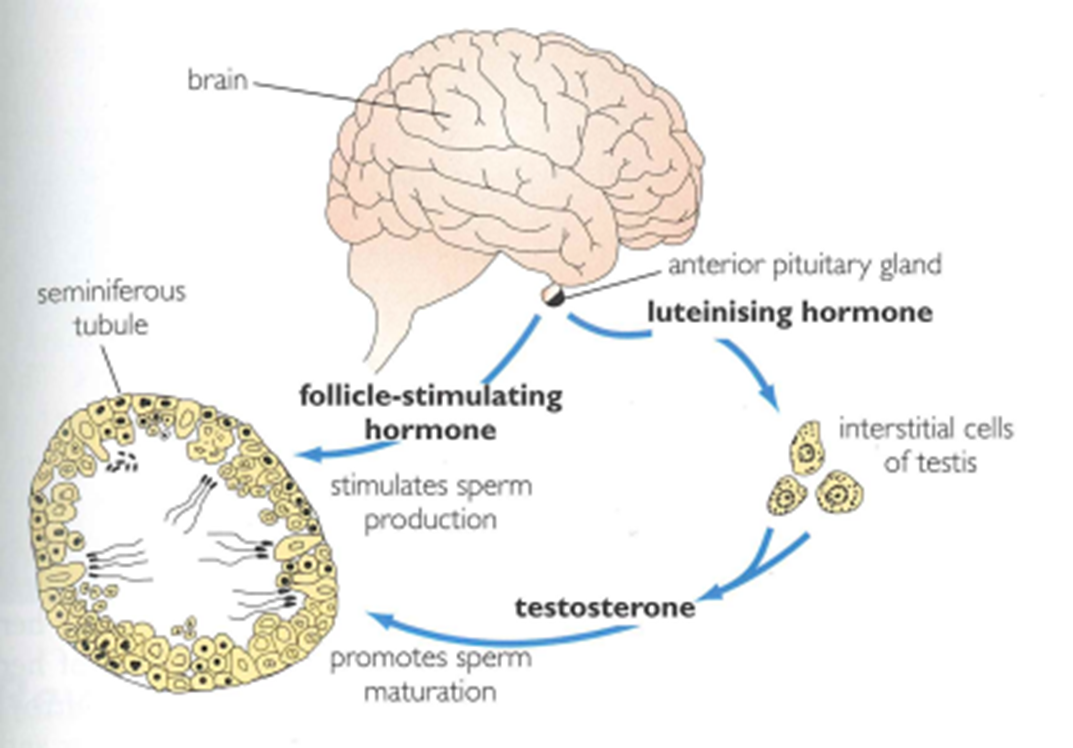 brain
anterior pituitary gland
luteinising hormone
seminiferous
tubule
follicle-stimulating
hormone
stimulates sperm
production
interstitial cells
of testis
testosterone
promotes sperm
maturation